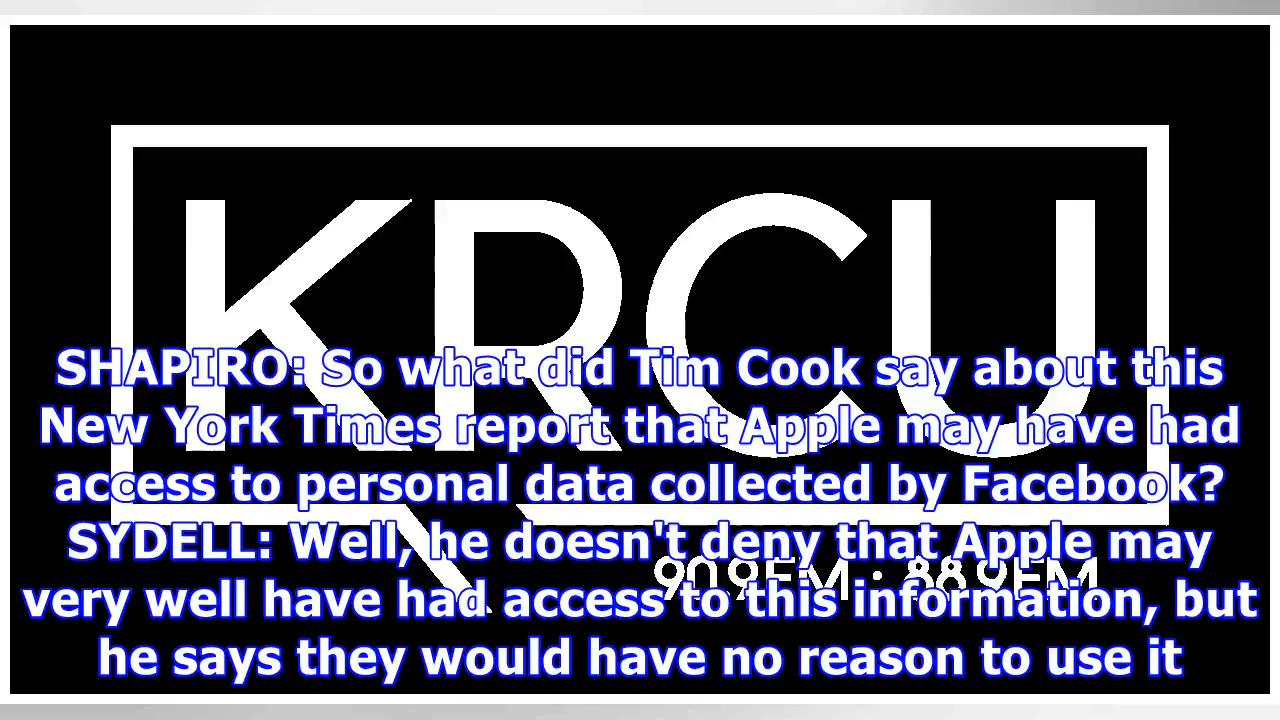 KRCU
SHAPIRO: So what did Tim Cook say about this
New York Times report that Apple may have had
access to personal data collected by Facebook?
SYDELL: Well, he doesn't deny that Apple may
90.9FM · 88.9FM
very well have had access to this information, but
he says they would have no reason to use it